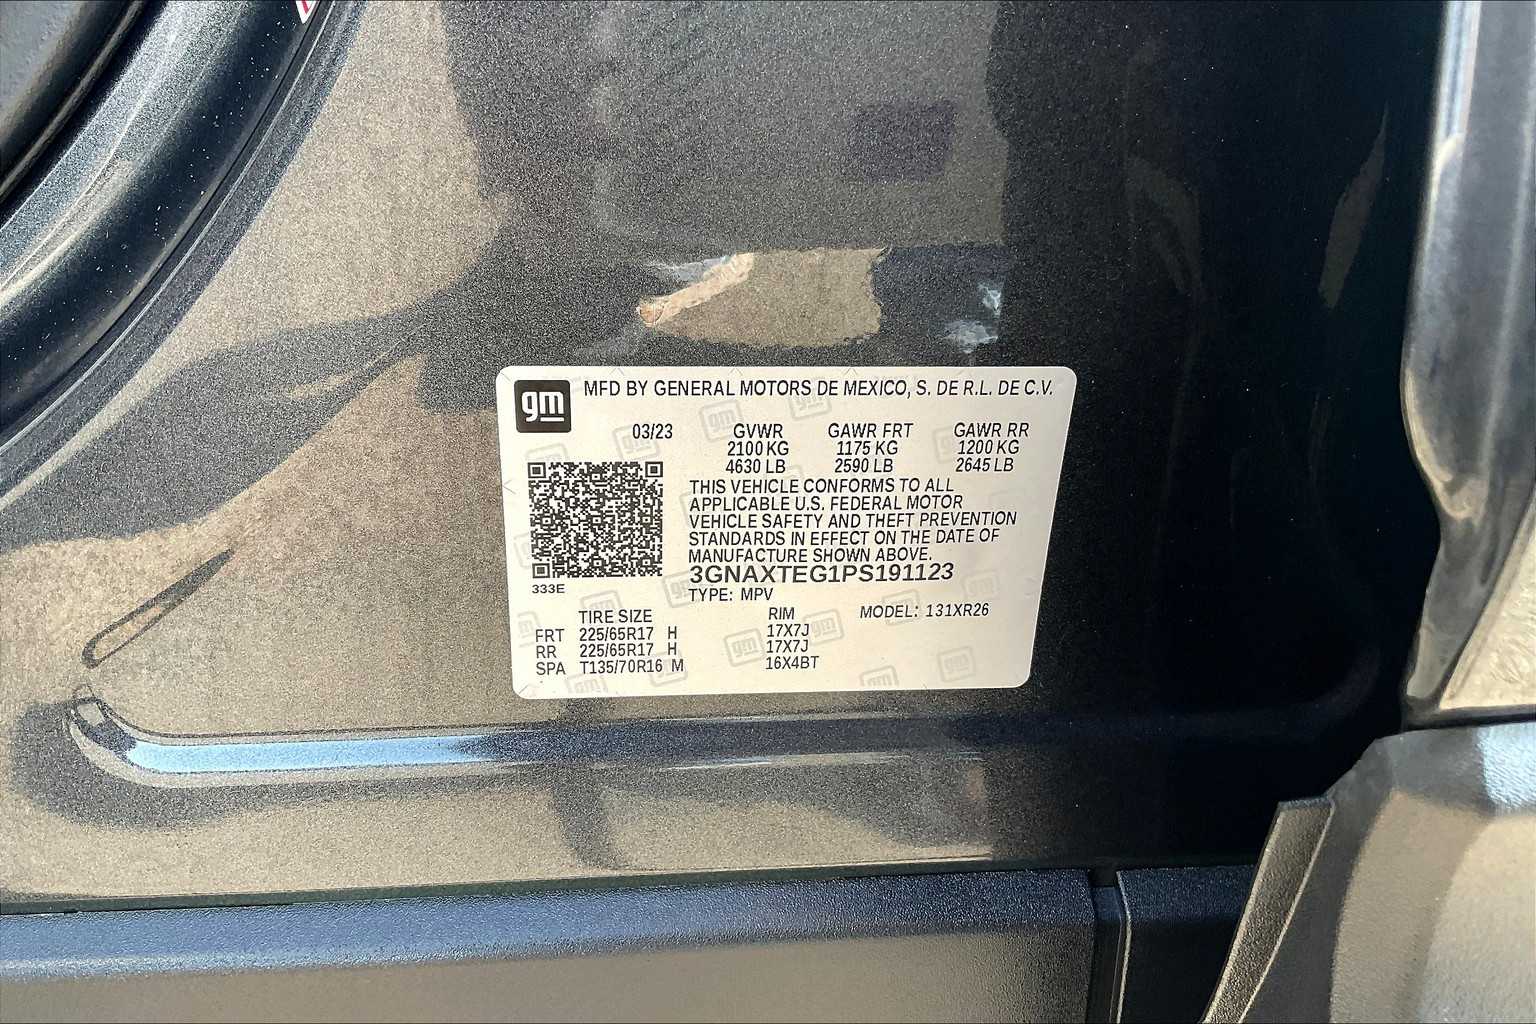 gm MFD BY GENERAL MOTORS DE MEXICO, S. DE R.L. DE C.V.
03/23 GVWR GAWR FRT GAWR RR
2100 KG 1175 KG 1200 KG
4630 LB 2590 LB 2645 LB
THIS VEHICLE CONFORMS TO ALL
APPLICABLE U.S. FEDERAL MOTOR
VEHICLE SAFETY AND THEFT PREVENTION
STANDARDS IN EFFECT ON THE DATE OF
MANUFACTURE SHOWN ABOVE.
3GNAXTEG1PS191123
333E TYPE: MPV
TIRE SIZE RIM MODEL: 131XR26
FRT 225/65R17 H 17X7J
RR 225/65R17 H 17X7J
SPA T135/70R16 M 16X4BT